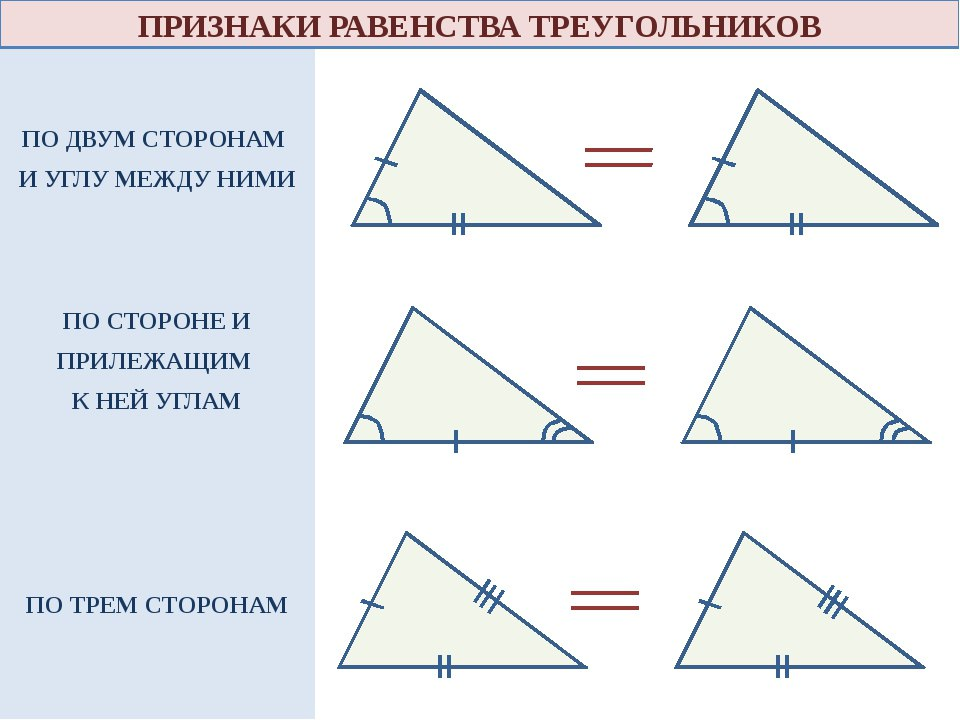 ПРИЗНАКИ РАВЕНСТВА ТРЕУГОЛЬНИКОВ
ПО ДВУМ СТОРОНАМ
И УГЛУ МЕЖДУ НИМИ
ПО СТОРОНЕ И
ПРИЛЕЖАЩИМ
К НЕЙ УГЛАМ
ПО ТРЕМ СТОРОНАМ